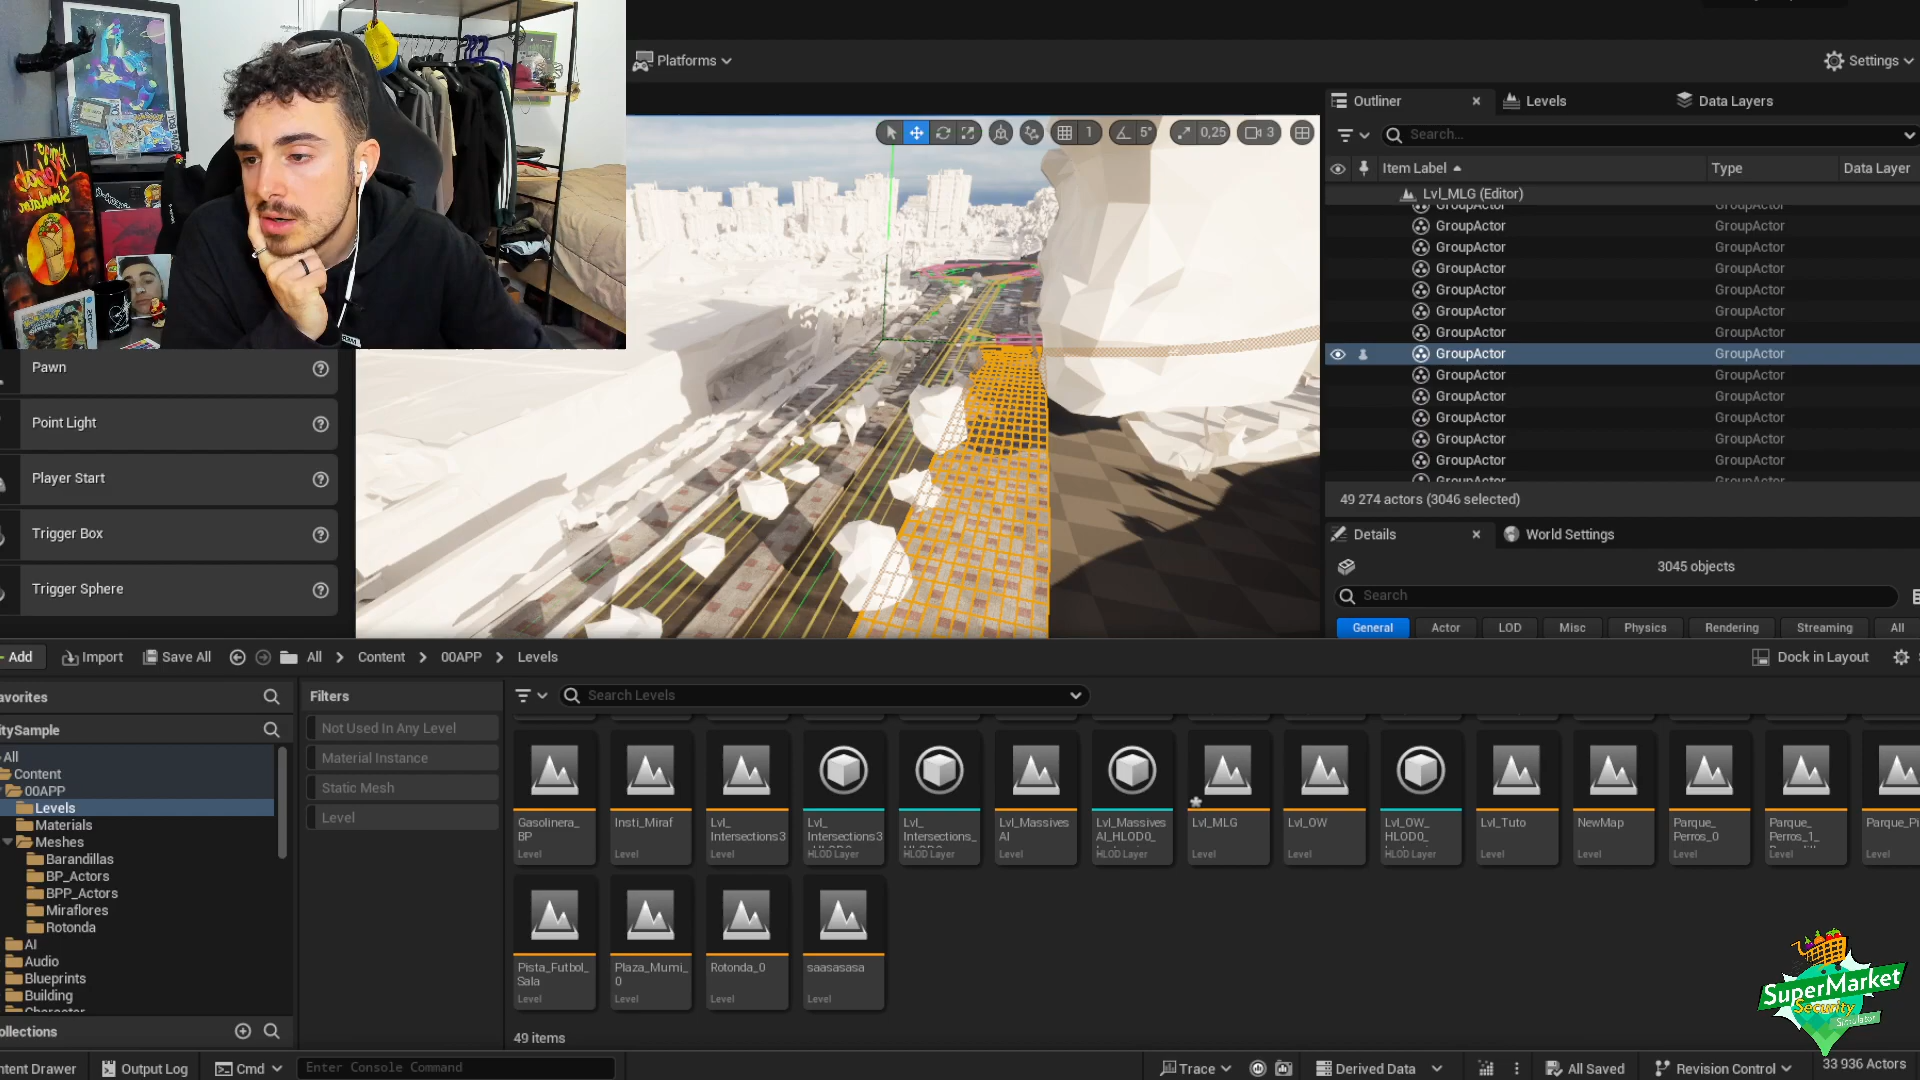 Platforms
Settings
1
5°
0,25
3
Outliner
Levels
Data Layers
Search...
Item Label
Type
Data Layer
Lvl_MLG (Editor)
GroupActor GroupActor
GroupActor GroupActor
GroupActor GroupActor
GroupActor GroupActor
GroupActor GroupActor
GroupActor GroupActor
GroupActor GroupActor
GroupActor GroupActor
GroupActor GroupActor
GroupActor GroupActor
GroupActor GroupActor
GroupActor GroupActor
GroupActor GroupActor
49 274 actors (3046 selected)
Details
World Settings
3045 objects
Search
General Actor LOD Misc Physics Rendering Streaming All
Pawn
Point Light
Player Start
Trigger Box
Trigger Sphere
Add Import Save All All Content 00APP Levels
Dock in Layout
avorites
itySample
All
Content
00APP
Levels
Materials
Meshes
Barandillas
BP_Actors
BPP_Actors
Miraflores
Rotonda
AI
Audio
Blueprints
Building
Character
ollections
Filters
Not Used In Any Level
Material Instance
Static Mesh
Level
Search Levels
Gasolinera_
BP
Level
Insti_Miraf
Level
Lvl_
Intersections3
Level
Lvl_
Intersections3
HLOD Layer
Lvl_
Intersections_
HLOD Layer
Lvl_Massives
AI
Level
Lvl_Massives
AI_HLOD0_
HLOD Layer
Lvl_MLG
Level
Lvl_OW
Level
Lvl_OW_
HLOD0_
HLOD Layer
Lvl_Tuto
Level
NewMap
Level
Parque_
Perros_0
Level
Parque_
Perros_1_
Level
Parque_Pi
Level
Pista_Futbol_
Sala
Level
Plaza_Mumi_
0
Level
Rotonda_0
Level
saasasasa
Level
49 items
SuperMarket
Security
Simulator
ntent Drawer
Output Log
Cmd
Enter Console Command
Trace
Derived Data
All Saved
Revision Control
33 936 Actors